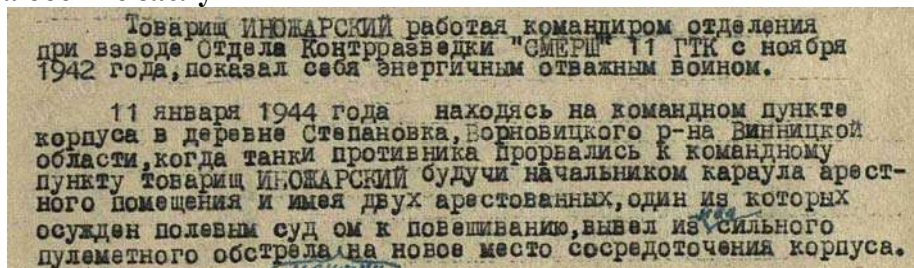 Товарищ ИНОЖАРСКИЙ работая командиром отделения
при взводе Отдела Контрразведки "СМЕРШ" 11 ГТК с ноября
1942 года, показал себя энергичным отважным воином.
11 января 1944 года находясь на командном пункте
корпуса в деревне Степановка, Ворновицкого р-на Винницкой
области, когда танки противника прорвались к командному
пункту товарищ ИНОЖАРСКИЙ будучи начальником караула арест-
ного помещения и имея двух арестованных, один из которых
осужден полевым суд ом к повешиванию, вывел из сильного
пулеметного обстрела на новое место сосредоточения корпуса.